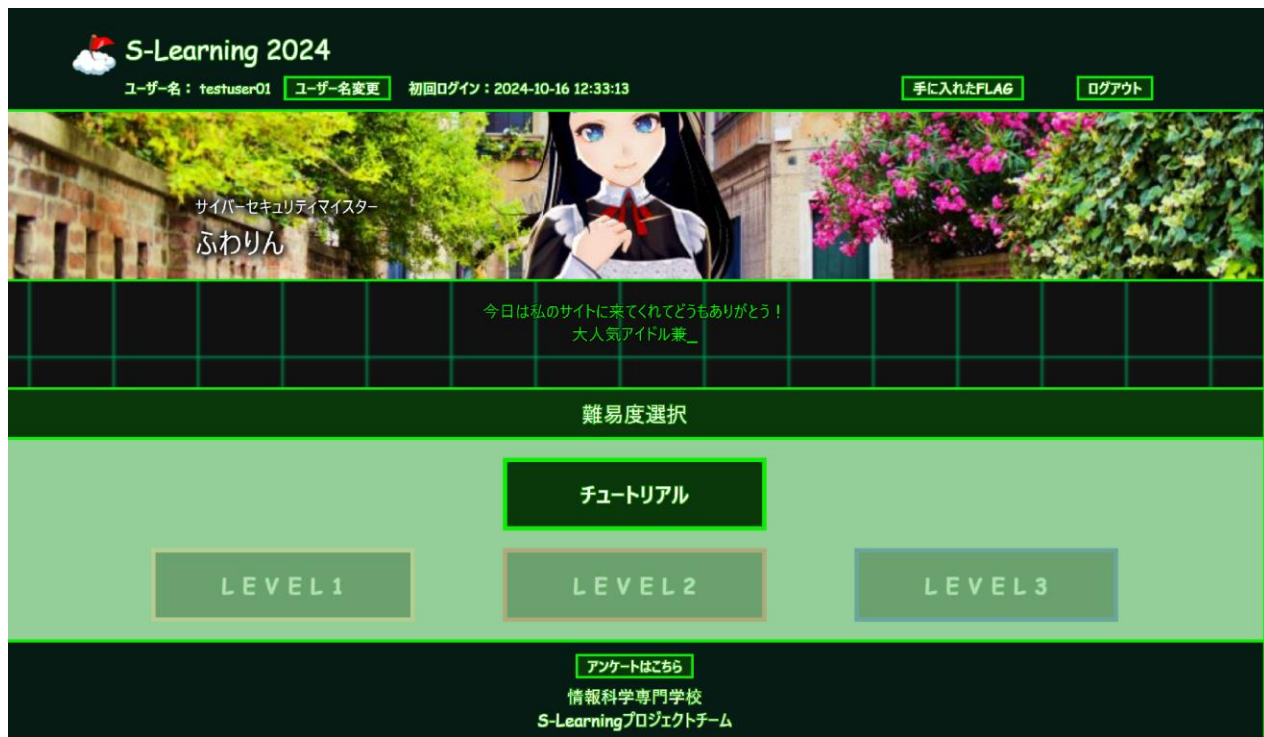 S-Learning 2024
ユーザー名： testuser01 ユーザー名変更 初回ログイン：2024-10-16 12:33:13 手に入れたFLAG ログアウト
サイバーセキュリティマイスター
ふわりん
今日は私のサイトに来てくれてどうもありがとう！
大人気アイドル兼_
難易度選択
チュートリアル
LEVEL1 LEVEL2 LEVEL3
アンケートはこちら
情報科学専門学校
S-Learningプロジェクトチーム